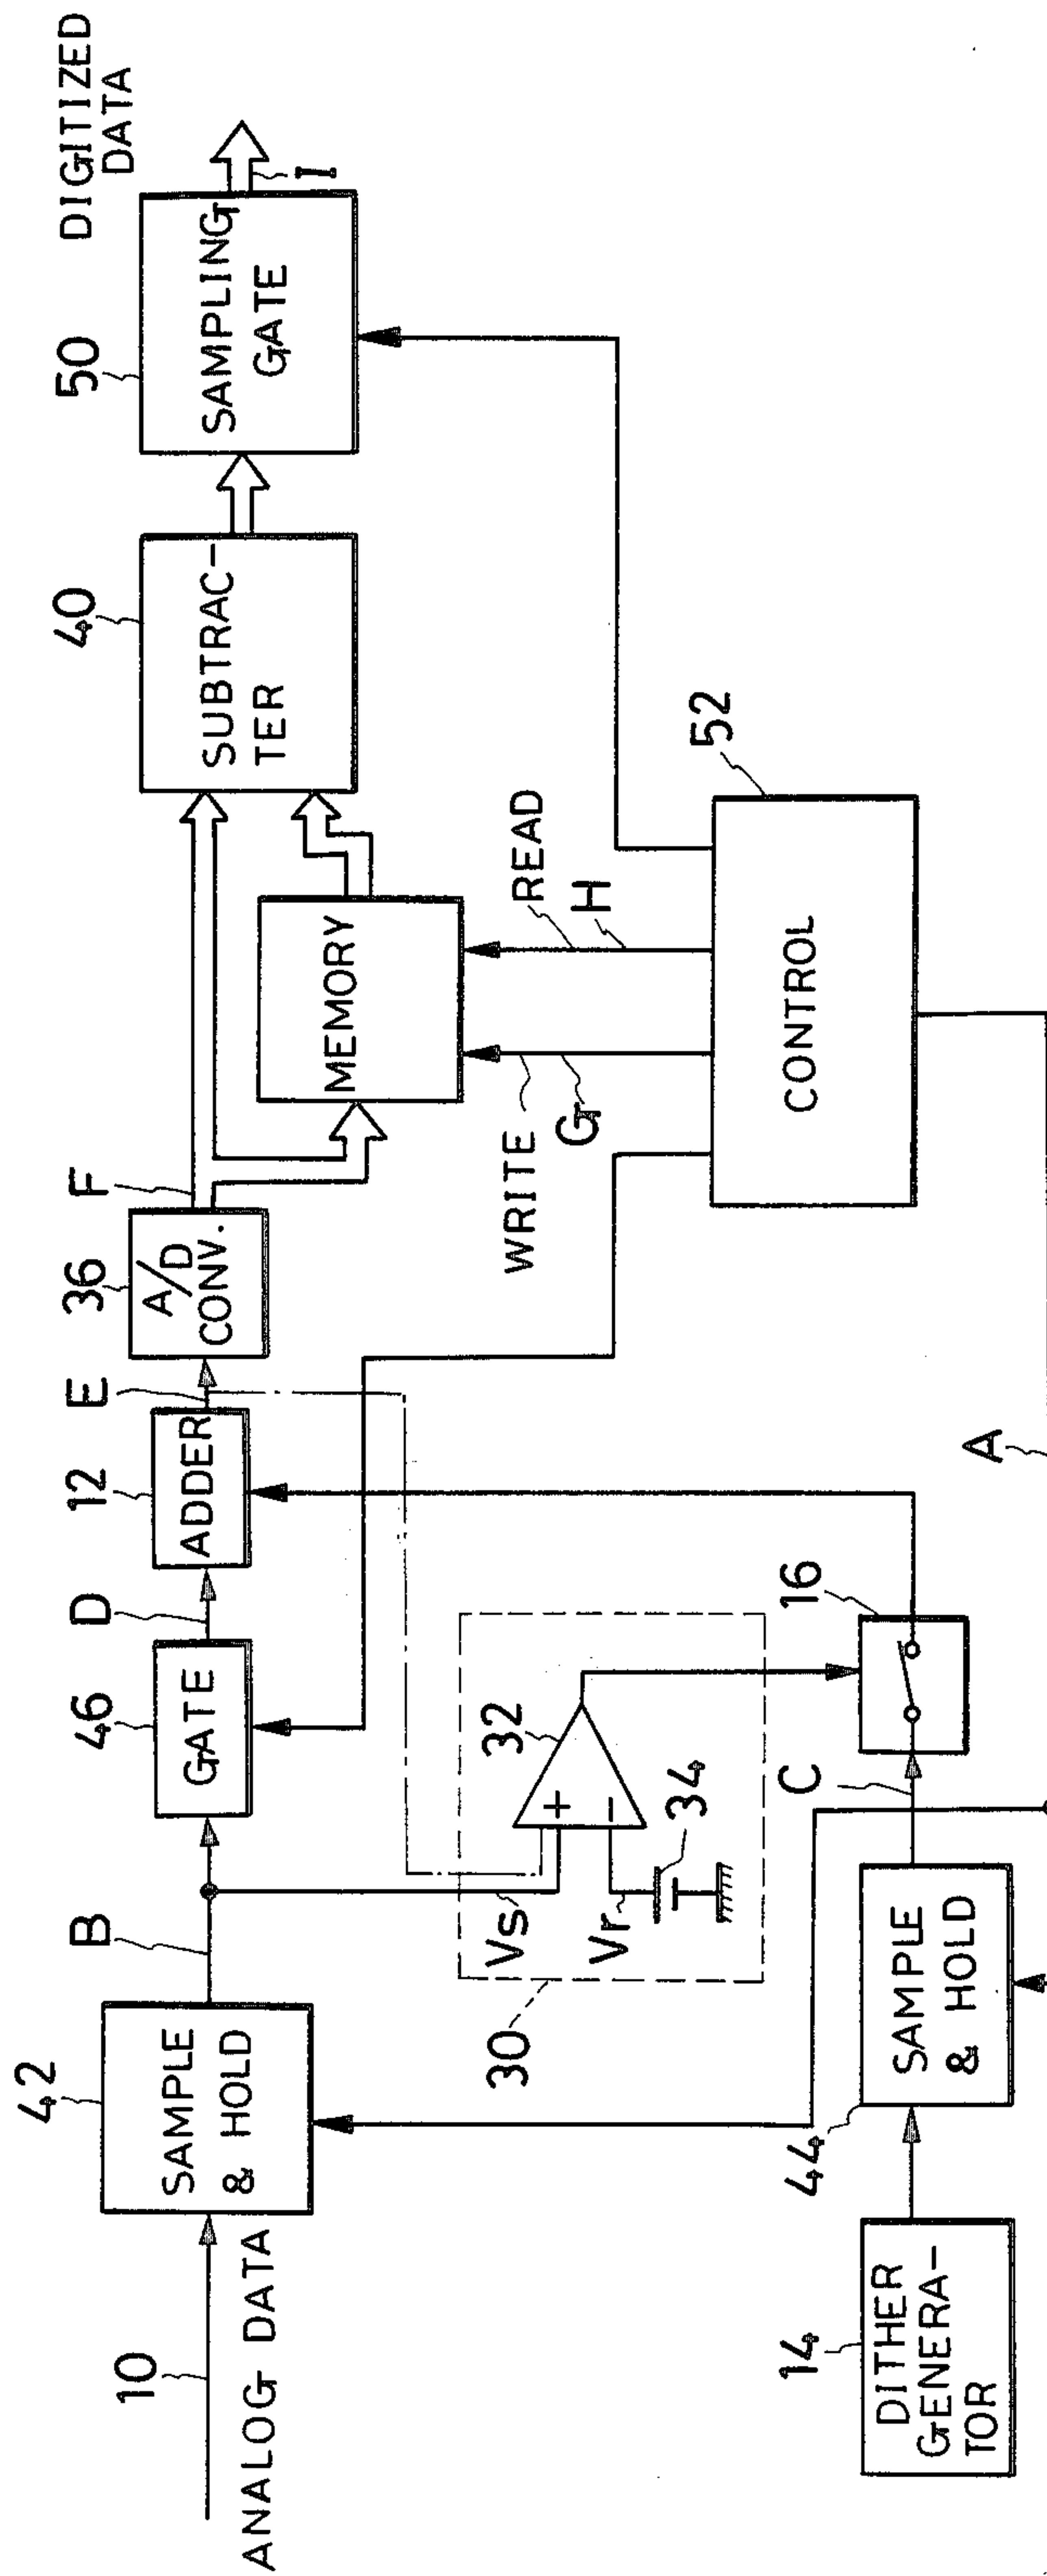 10
ANALOG DATA
42
SAMPLE
& HOLD
B
46
GATE
D
12
ADDER
E
36
A/D
CONV.
F
MEMORY
40
SUBTRAC-
TER
50
SAMPLING
GATE
DIGITIZED
DATA
I
30
Vs
Vr
+
−
32
34
WRITE
G
READ
H
52
CONTROL
14
DITHER
GENERA-
TOR
44
SAMPLE
& HOLD
C
16
A